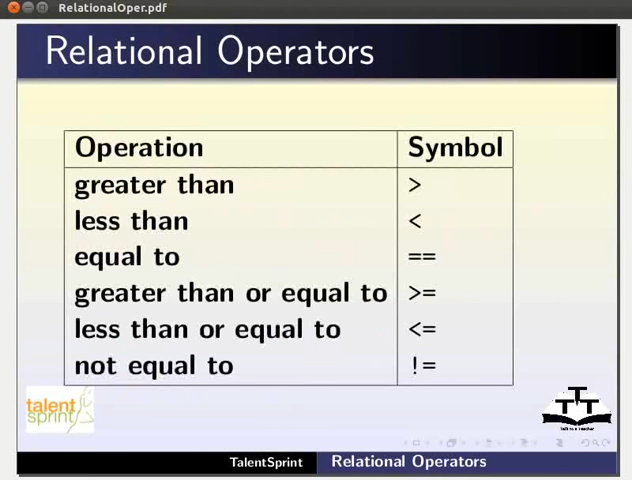 RelationalOper.pdf
Relational Operators
Operation Symbol
greater than >
less than <
equal to ==
greater than or equal to >=
less than or equal to <=
not equal to !=
talent
sprint
TTT
TalentSprint Relational Operators